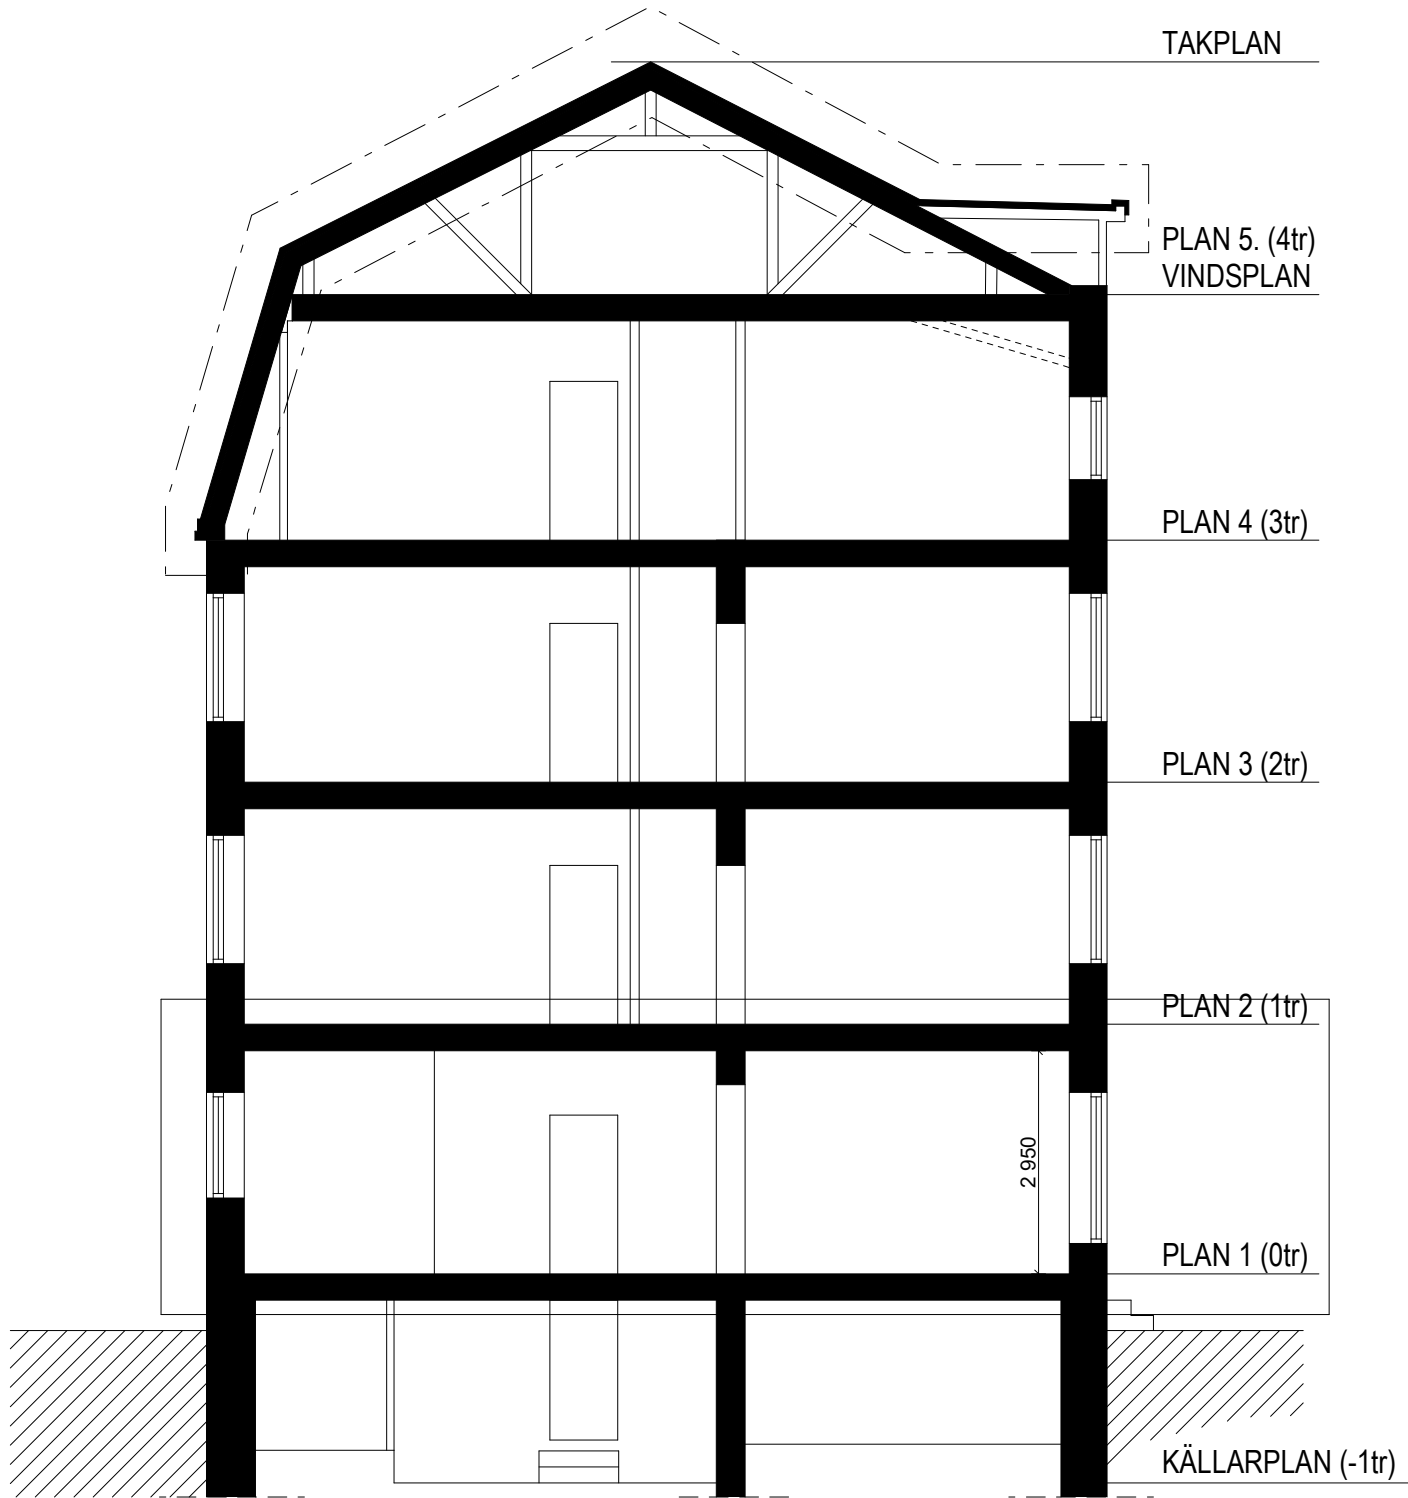 TAKPLAN
PLAN 5. (4tr)
VINDSPLAN
PLAN 4 (3tr)
PLAN 3 (2tr)
PLAN 2 (1tr)
2 950
PLAN 1 (0tr)
KÄLLARPLAN (-1tr)